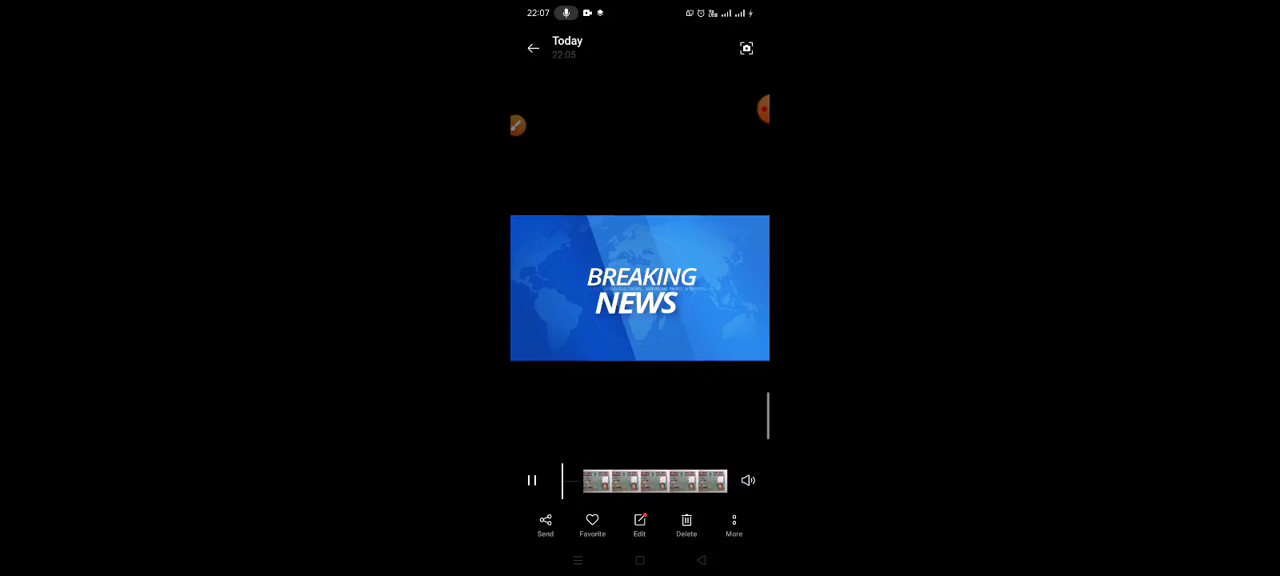 22:07
Today
22:05
BREAKING
NEWS
Send
Favorite
Edit
Delete
More